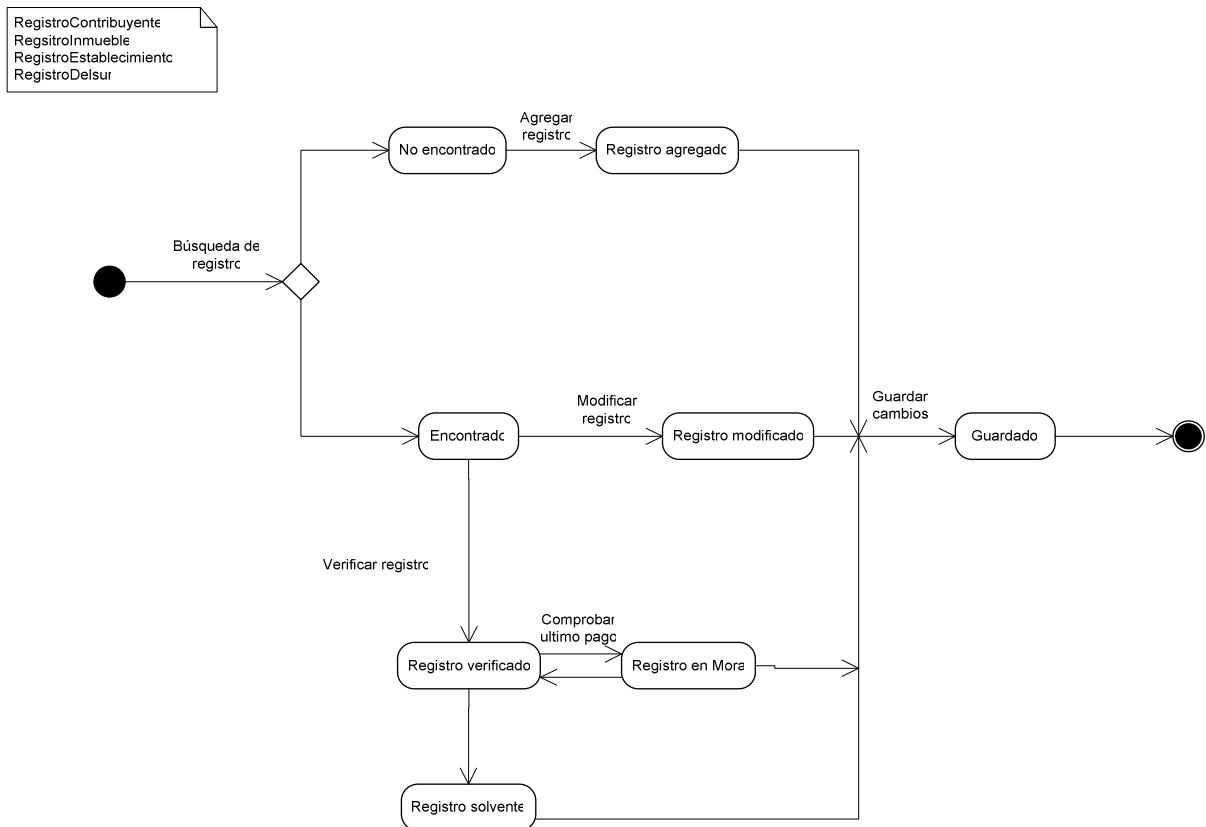 RegistroContribuyente
RegsitroInmueble
RegistroEstablecimiento
RegistroDelsur
Agregar
registro
No encontrado
Registro agregado
Búsqueda de
registro
Modificar
registro
Guardar
cambios
Encontrado
Registro modificado
Guardado
Verificar registro
Comprobar
ultimo pago
Registro verificado
Registro en Mora
Registro solvente